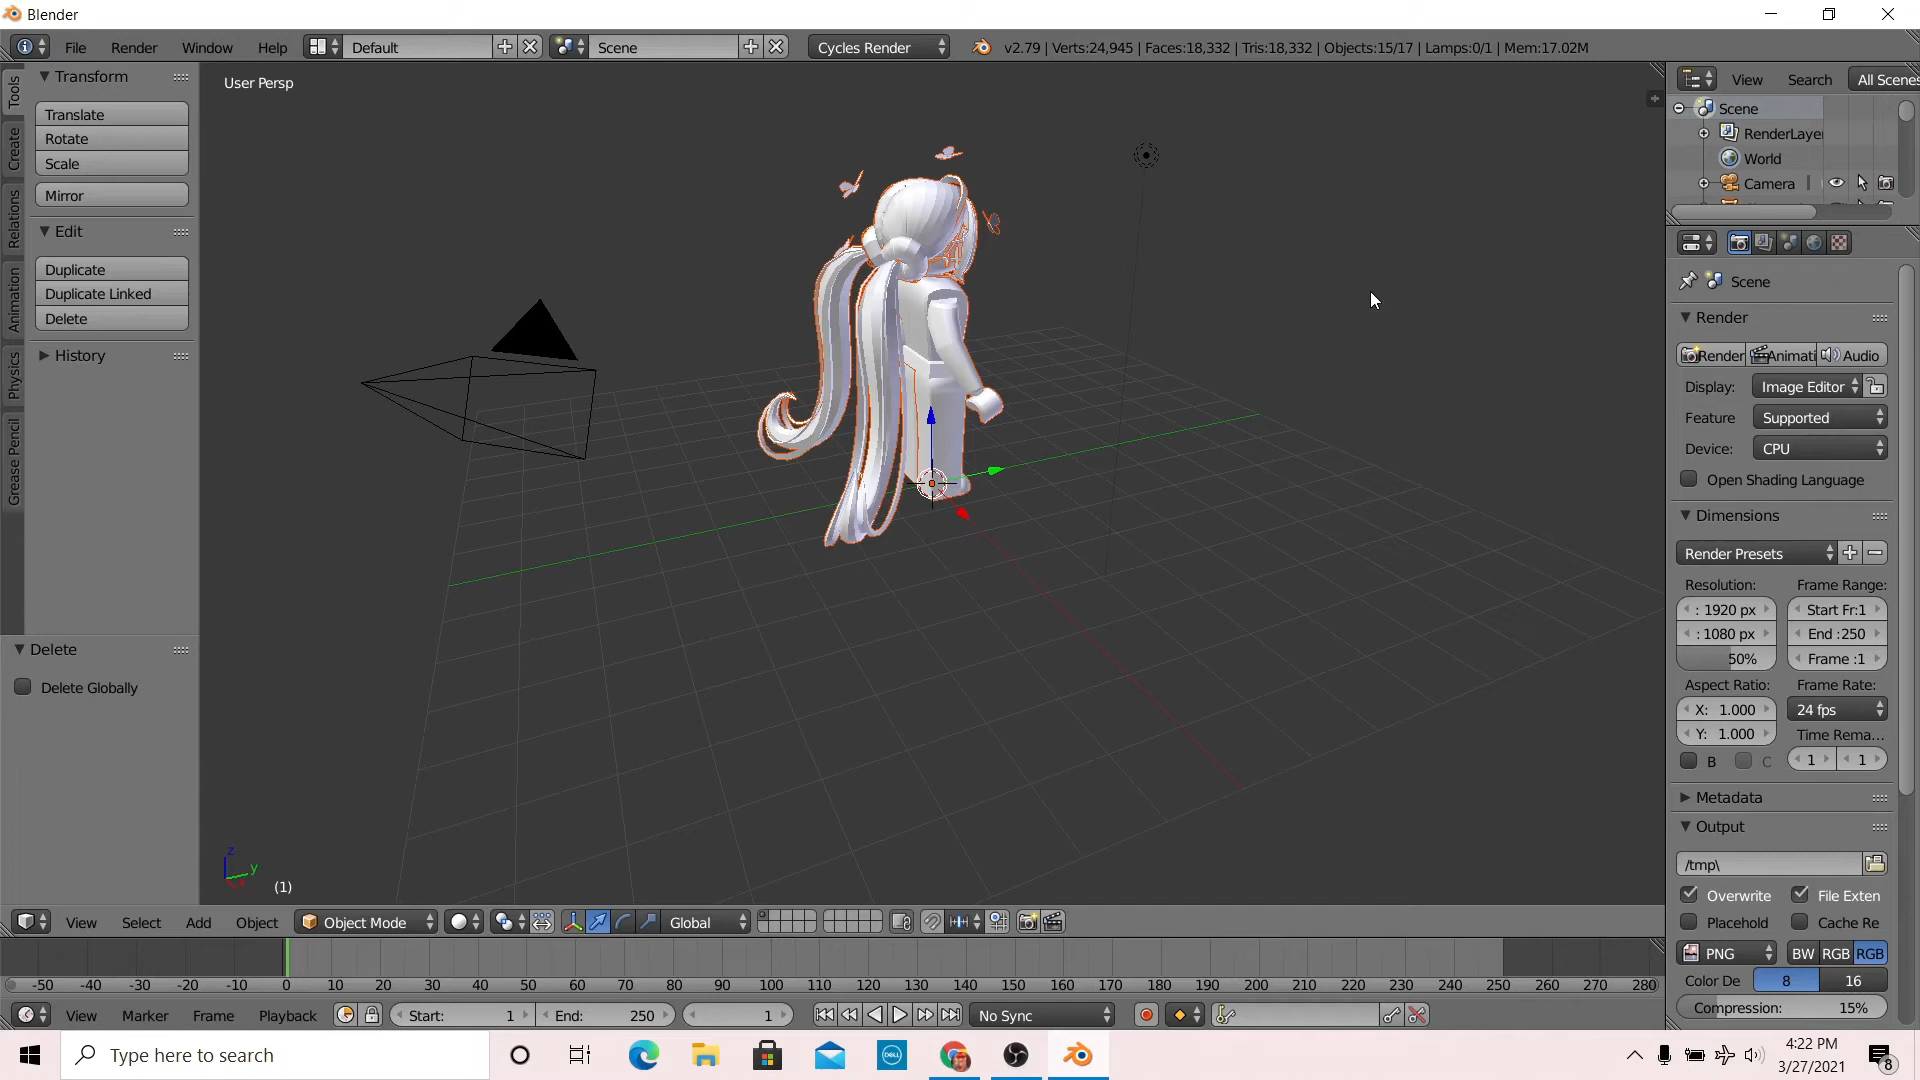 Blender
File Render Window Help Default Scene Cycles Render v2.79 | Verts:24,945 | Faces:18,332 | Tris:18,332 | Objects:15/17 | Lamps:0/1 | Mem:17.02M
Tools
Create
Relations
Animation
Physics
Grease Pencil
Transform
Translate
Rotate
Scale
Mirror
Edit
Duplicate
Duplicate Linked
Delete
History
Delete
Delete Globally
User Persp
z
y
x
(1)
View Search All Scenes
Scene
RenderLaye
World
Camera
Scene
Render
Render Animati Audio
Display: Image Editor
Feature Supported
Device: CPU
Open Shading Language
Dimensions
Render Presets
Resolution: Frame Range:
: 1920 px Start Fr:1
: 1080 px End :250
50% Frame :1
Aspect Ratio: Frame Rate:
X: 1.000 24 fps
Y: 1.000 Time Rema...
B C 1 1
Metadata
Output
/tmp\
Overwrite File Exten
Placehold Cache Re
PNG BW RGB RGB
Color De 8 16
Compression: 15%
View Select Add Object Object Mode Global
-50 -40 -30 -20 -10 0 10 20 30 40 50 60 70 80 90 100 110 120 130 140 150 160 170 180 190 200 210 220 230 240 250 260 270 280
View Marker Frame Playback Start: 1 End: 250 1 No Sync
Type here to search
DELL
4:22 PM
3/27/2021
8